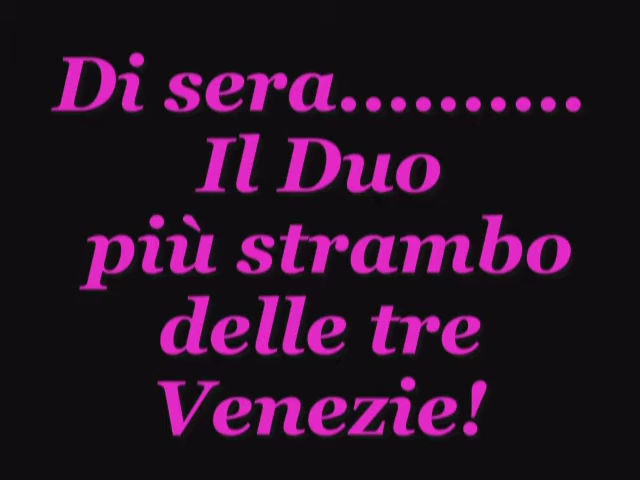 Di sera..........
Il Duo
più strambo
delle tre
Venezie!